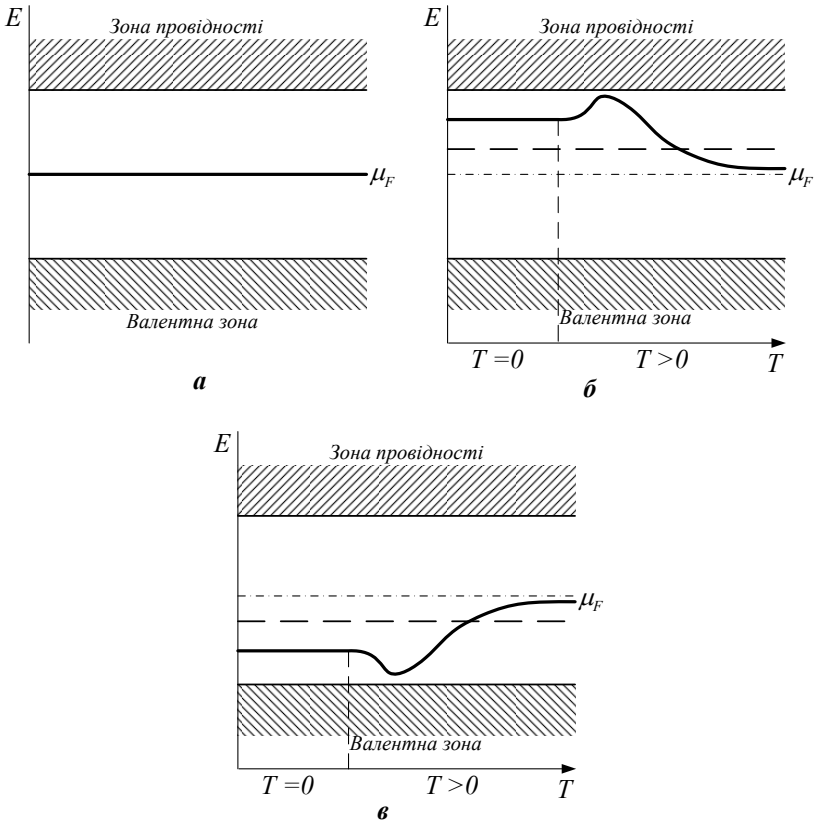 E
Зона провідності
μF
Валентна зона
а
E
Зона провідності
μF
Валентна зона
T =0 T >0 T
б
E
Зона провідності
μF
Валентна зона
T =0 T >0 T
в